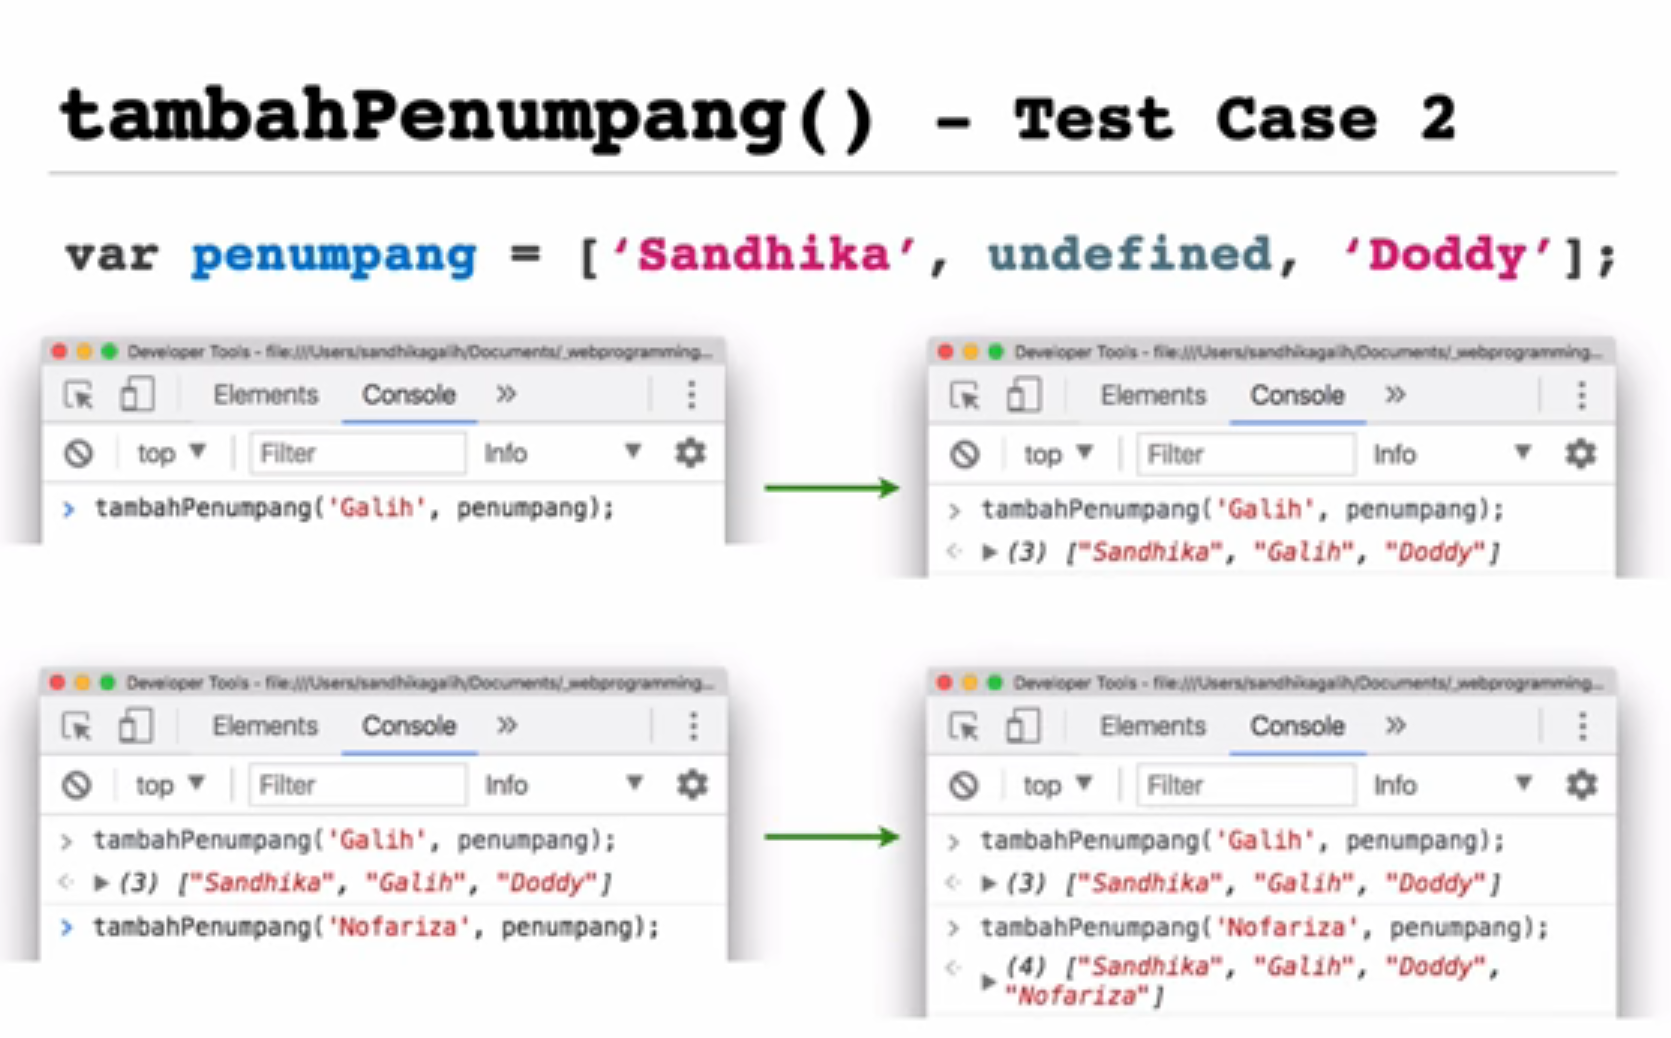 tambahPenumpang() - Test Case 2
var penumpang = ['Sandhika', undefined, 'Doddy'];
Developer Tools - file:///Users/sandhikagalih/Documents/_webprogramming...
Elements Console »
top ▼ Filter Info ▼
> tambahPenumpang('Galih', penumpang);
Developer Tools - file:///Users/sandhikagalih/Documents/_webprogramming...
Elements Console »
top ▼ Filter Info ▼
> tambahPenumpang('Galih', penumpang);
<· ▶ (3) ["Sandhika", "Galih", "Doddy"]
Developer Tools - file:///Users/sandhikagalih/Documents/_webprogramming...
Elements Console »
top ▼ Filter Info ▼
> tambahPenumpang('Galih', penumpang);
<· ▶ (3) ["Sandhika", "Galih", "Doddy"]
> tambahPenumpang('Nofariza', penumpang);
Developer Tools - file:///Users/sandhikagalih/Documents/_webprogramming...
Elements Console »
top ▼ Filter Info ▼
> tambahPenumpang('Galih', penumpang);
<· ▶ (3) ["Sandhika", "Galih", "Doddy"]
> tambahPenumpang('Nofariza', penumpang);
<· ▶ (4) ["Sandhika", "Galih", "Doddy",
"Nofariza"]